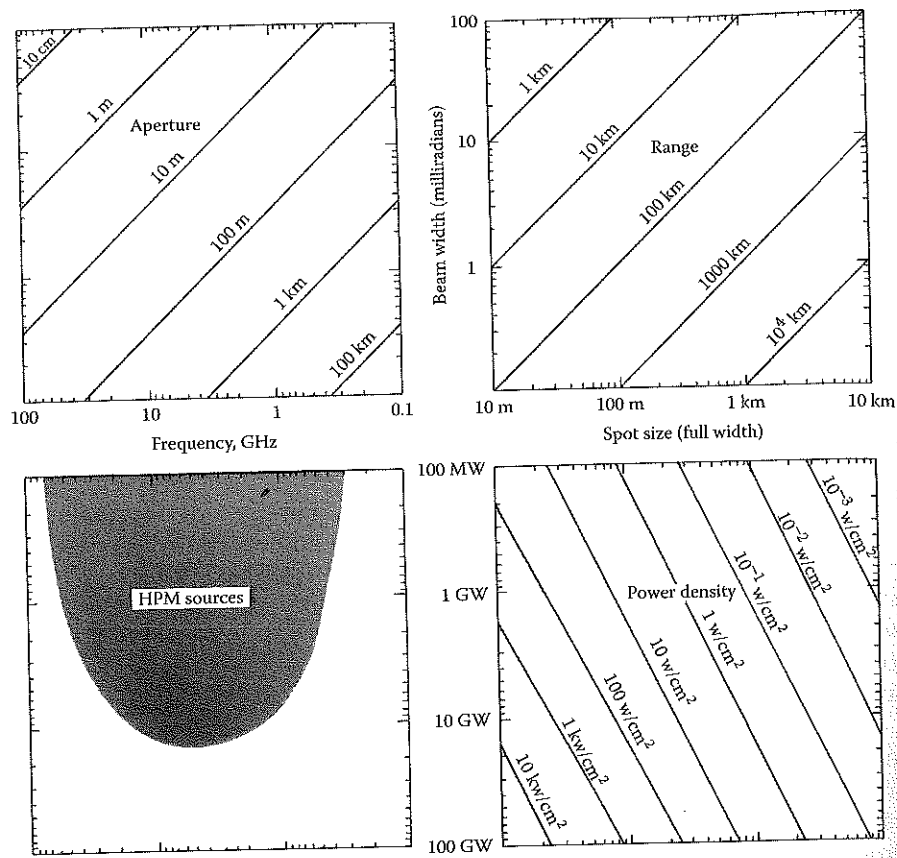 10 cm
1 m
Aperture
10 m
100 m
1 km
100 km
100
10
1
0.1
Frequency, GHz
100
10
1
Beam width (milliradians)
1 km
10 km
Range
100 km
1000 km
10⁴ km
10 m
100 m
1 km
10 km
Spot size (full width)
HPM sources
100 MW
1 GW
10 GW
100 GW
10⁻³ w/cm²
10⁻² w/cm²
10⁻¹ w/cm²
Power density
1 w/cm²
10 w/cm²
100 w/cm²
1 kw/cm²
10 kw/cm²